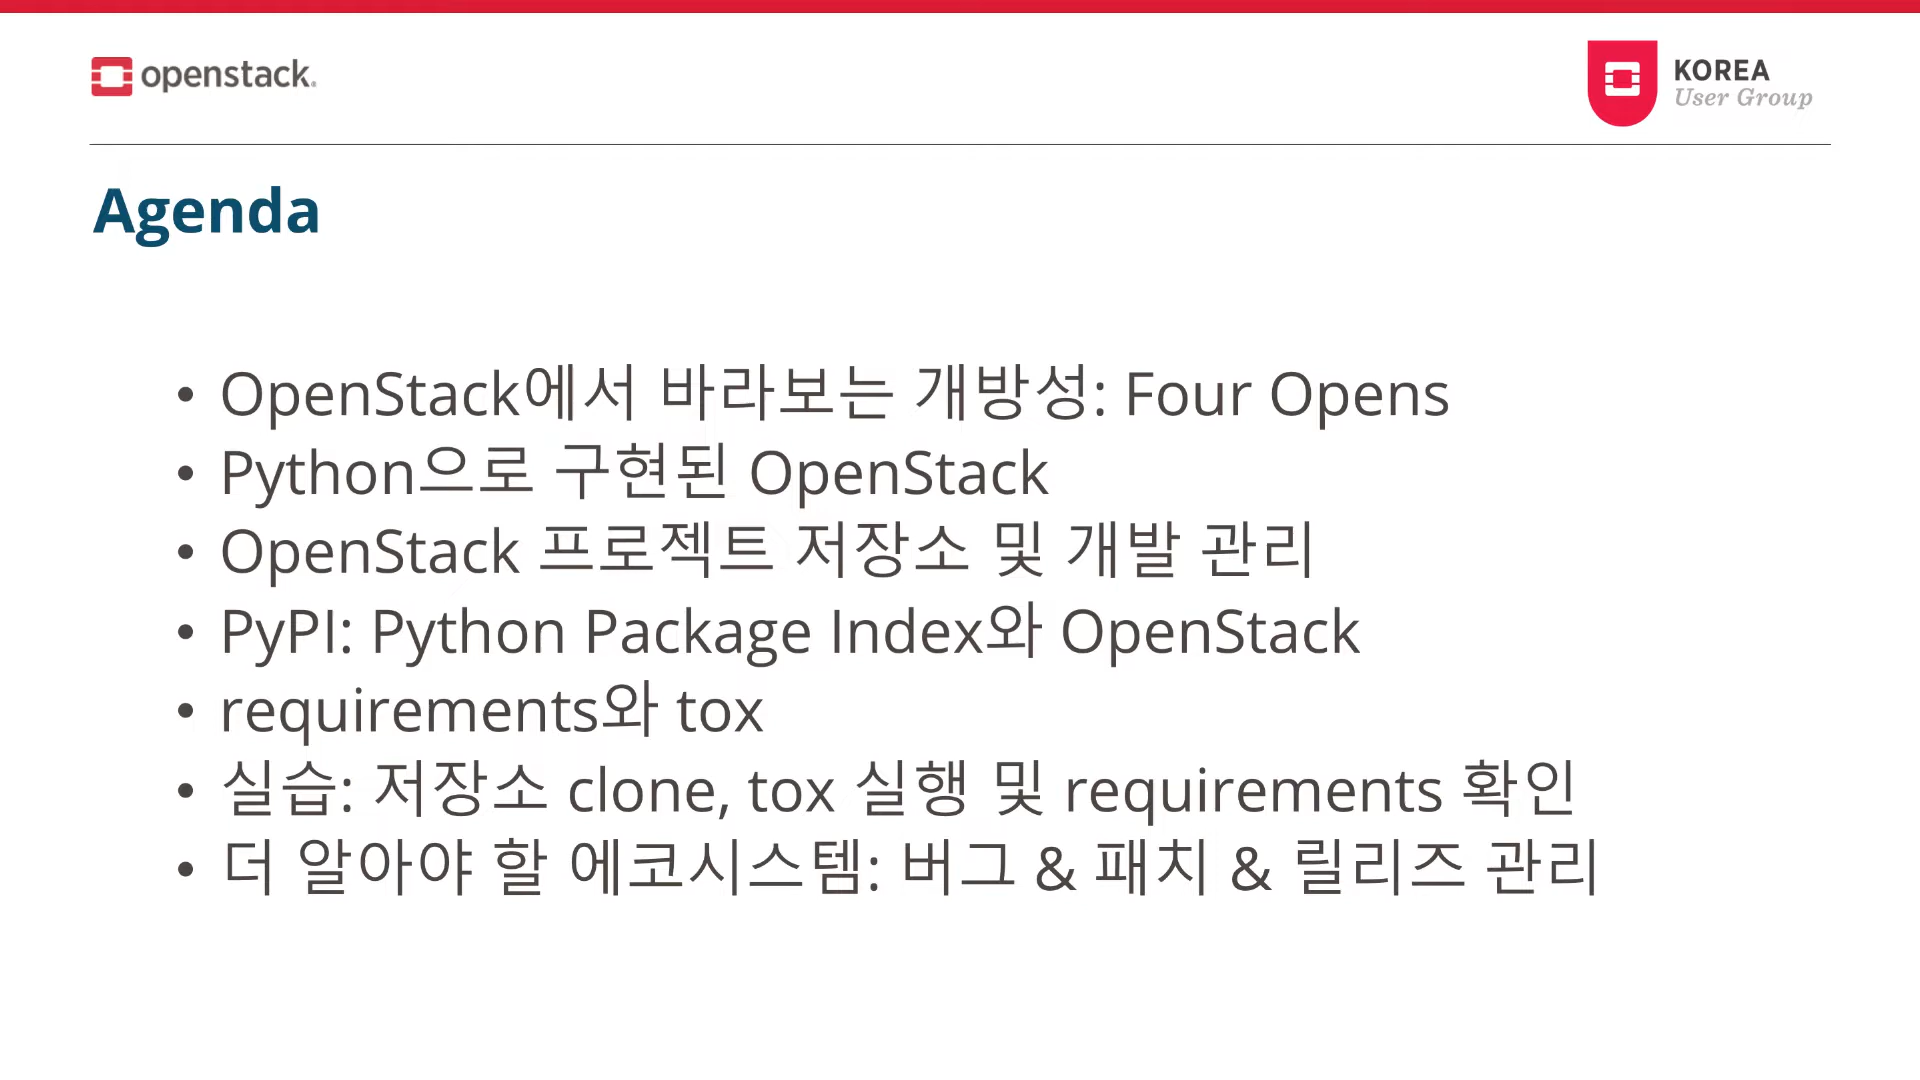 openstack.
KOREA
User Group
Agenda
• OpenStack에서 바라보는 개방성: Four Opens
• Python으로 구현된 OpenStack
• OpenStack 프로젝트 저장소 및 개발 관리
• PyPI: Python Package Index와 OpenStack
• requirements와 tox
• 실습: 저장소 clone, tox 실행 및 requirements 확인
• 더 알아야 할 에코시스템: 버그 & 패치 & 릴리즈 관리